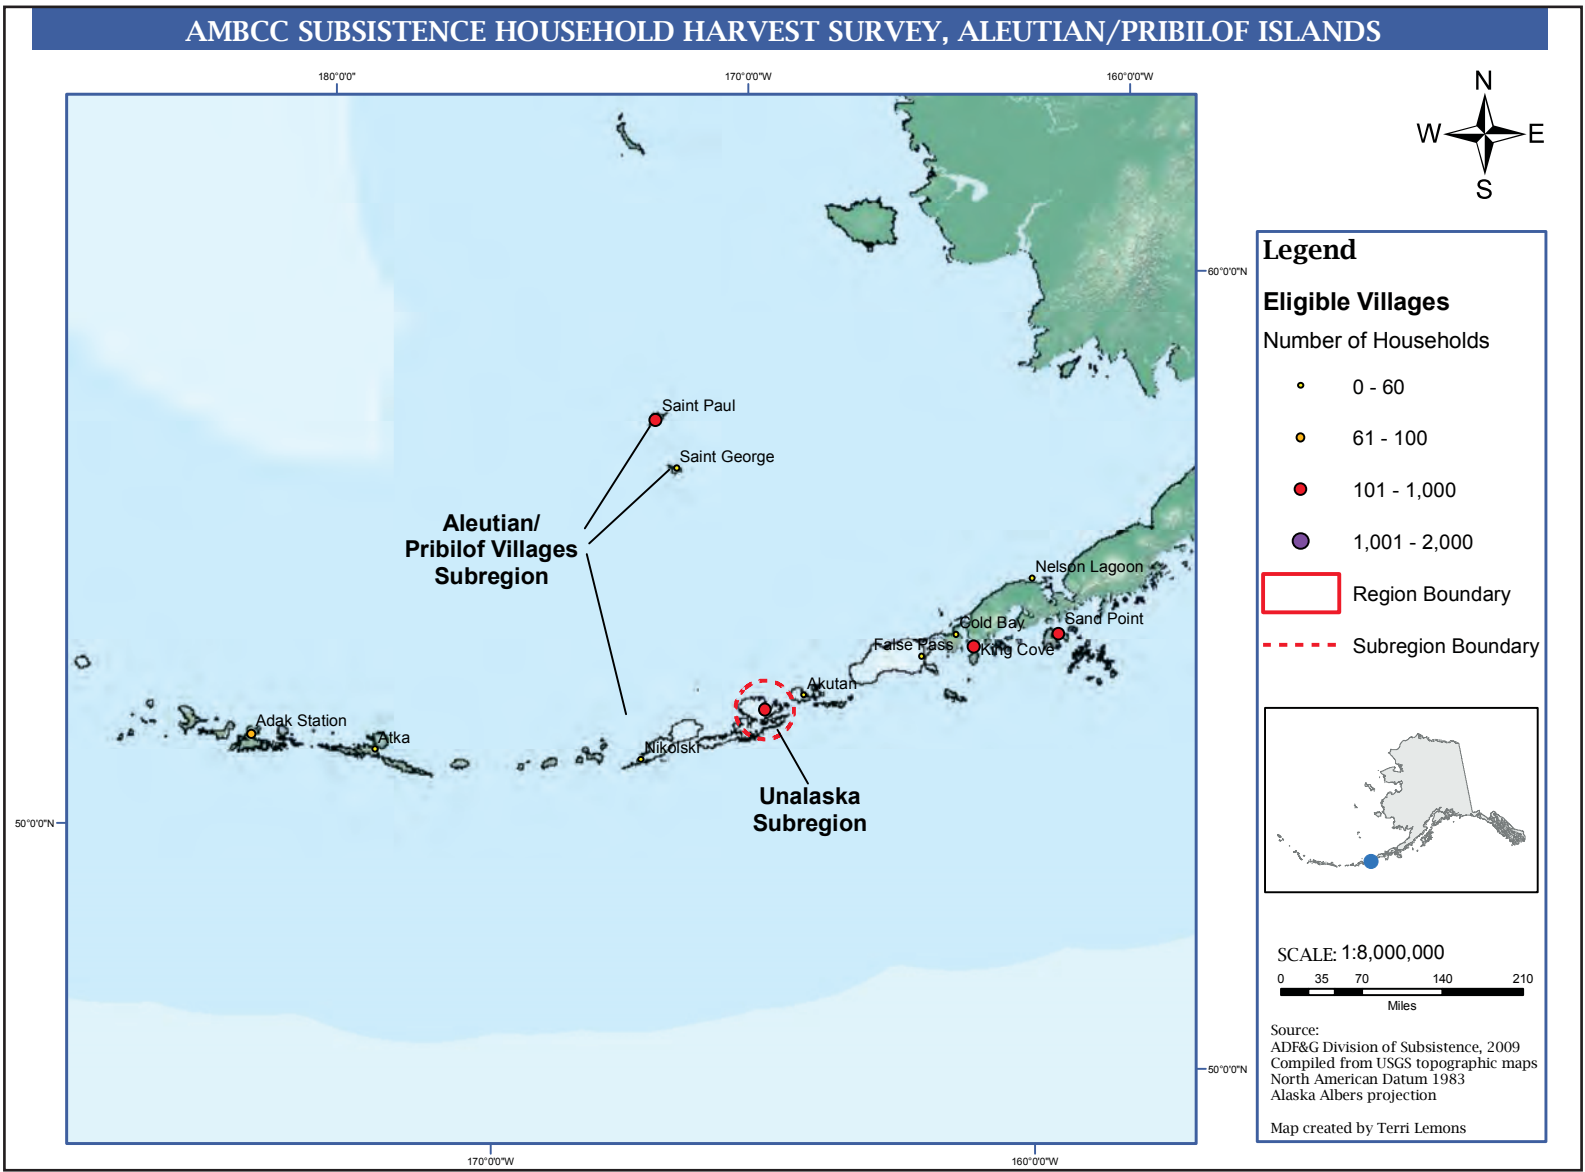 AMBCC SUBSISTENCE HOUSEHOLD HARVEST SURVEY, ALEUTIAN/PRIBILOF ISLANDS
180°0'0"
170°0'0"W
160°0'0"W
N
W
E
S
60°0'0"N
Legend
Eligible Villages
Number of Households
0 - 60
61 - 100
101 - 1,000
1,001 - 2,000
Region Boundary
Subregion Boundary
Saint Paul
Saint George
Aleutian/
Pribilof Villages
Subregion
Nelson Lagoon
Cold Bay
Sand Point
False Pass
King Cove
Akutan
Adak Station
Atka
Nikolski
Unalaska
Subregion
50°0'0"N
SCALE: 1:8,000,000
0 35 70 140 210
Miles
Source:
ADF&G Division of Subsistence, 2009
Compiled from USGS topographic maps
North American Datum 1983
Alaska Albers projection
Map created by Terri Lemons
50°0'0"N
170°0'0"W
160°0'0"W